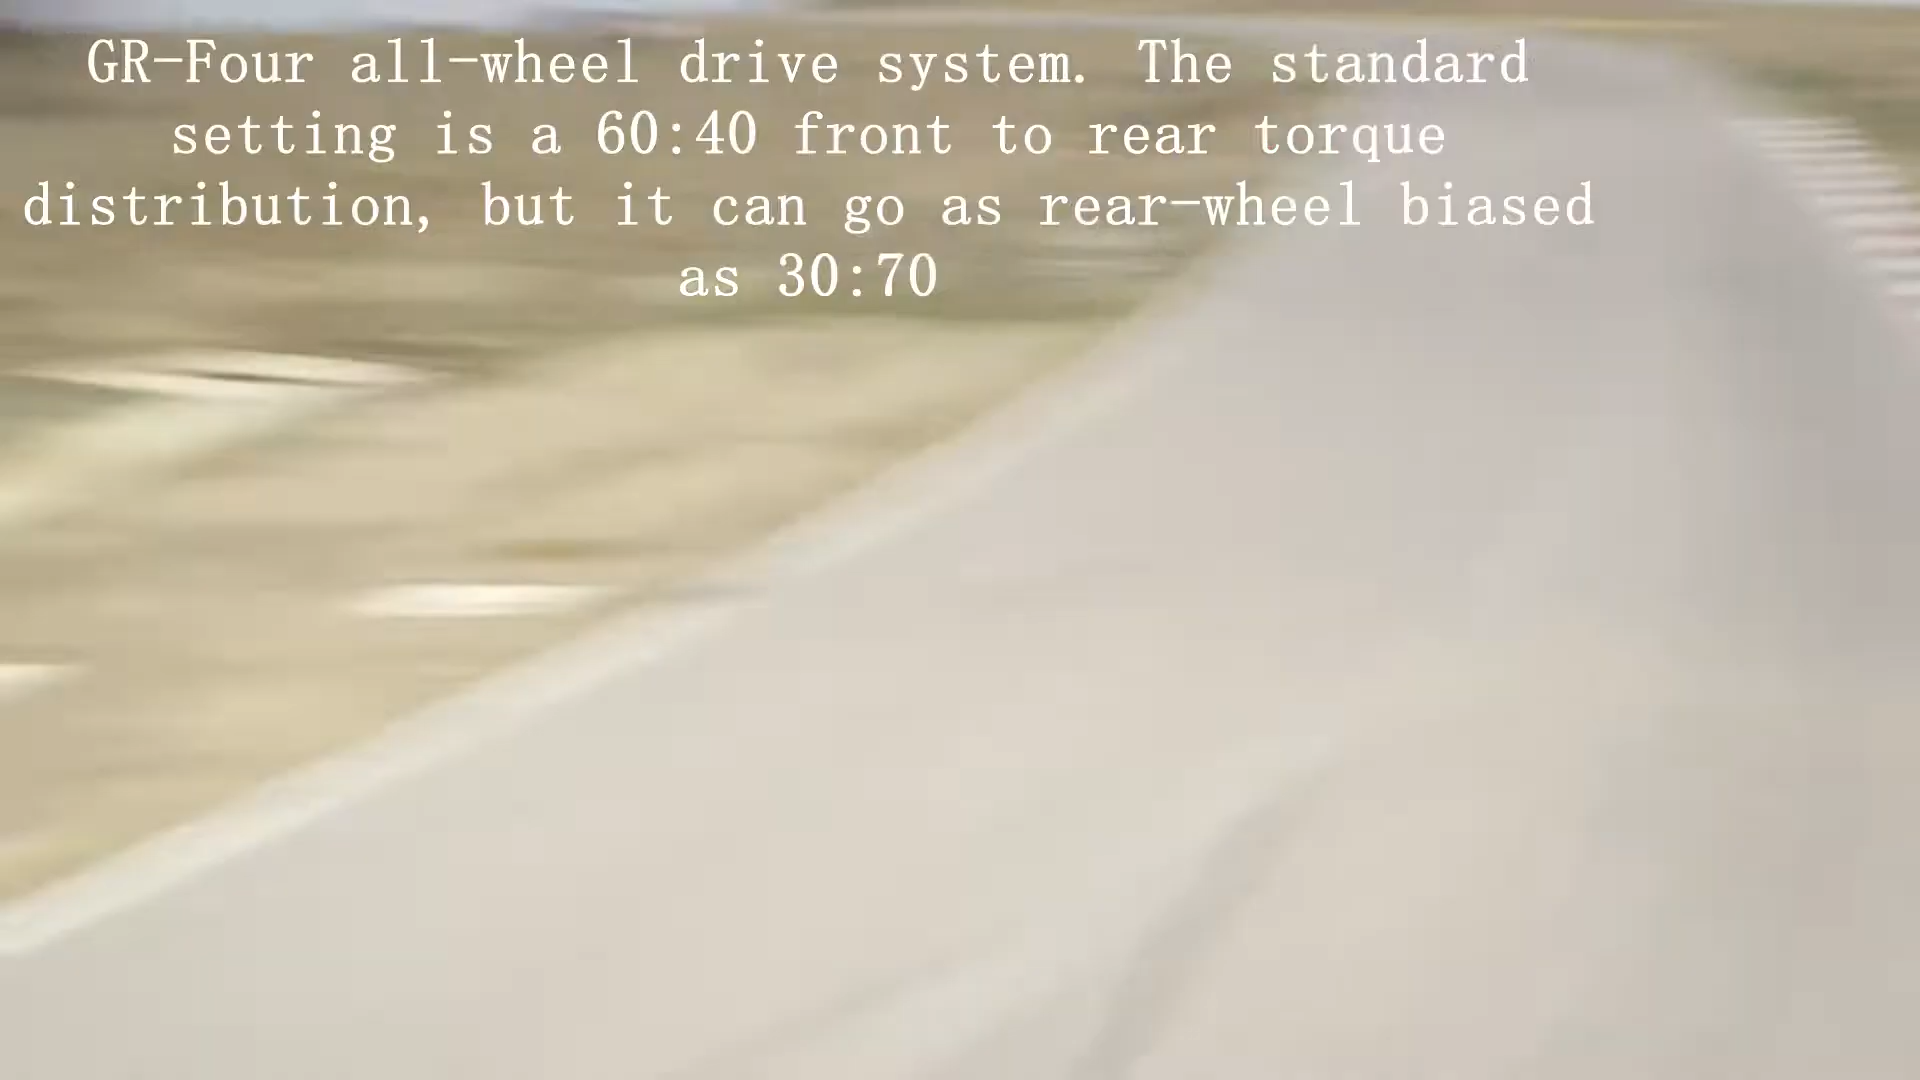 GR-Four all-wheel drive system. The standard
setting is a 60:40 front to rear torque
distribution, but it can go as rear-wheel biased
as 30:70